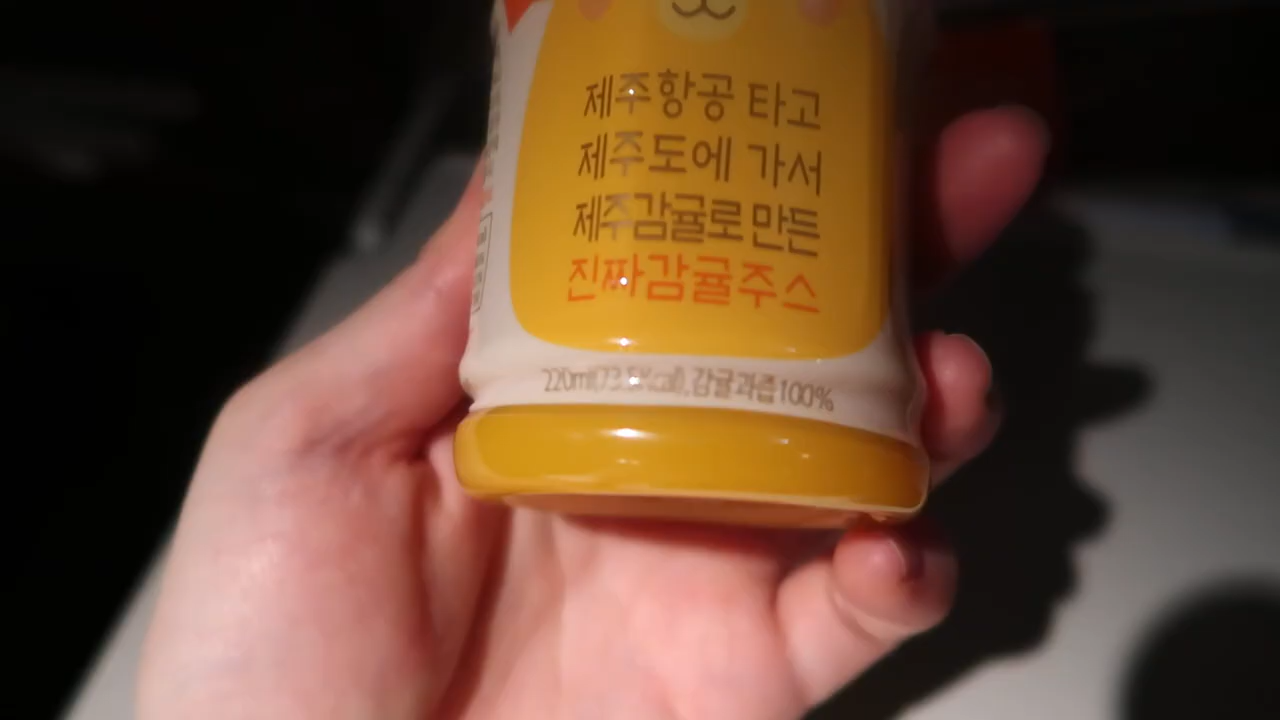 제주항공 타고
제주도에 가서
제주감귤로 만든
진짜감귤주스
220ml(73.5Kcal), 감귤과즙100%